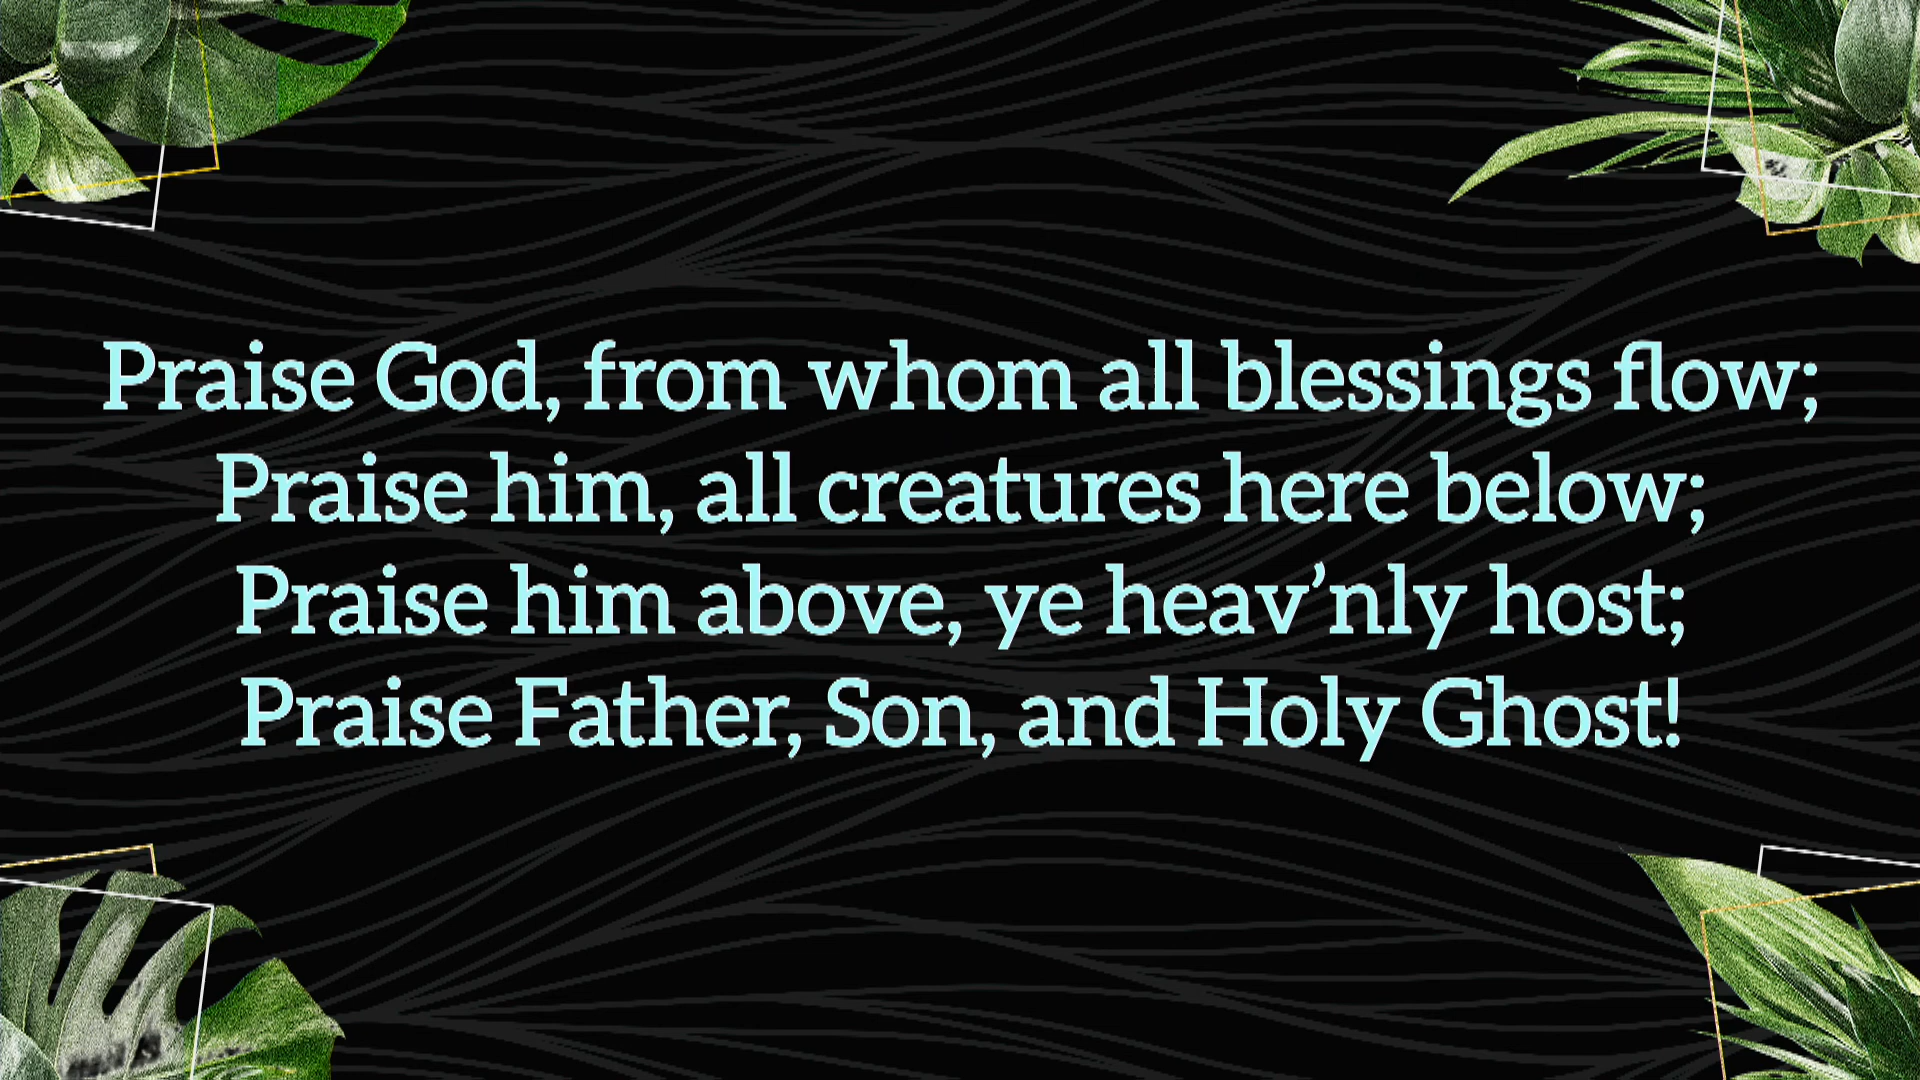 Praise God, from whom all blessings flow;
Praise him, all creatures here below;
Praise him above, ye heav’nly host;
Praise Father, Son, and Holy Ghost!